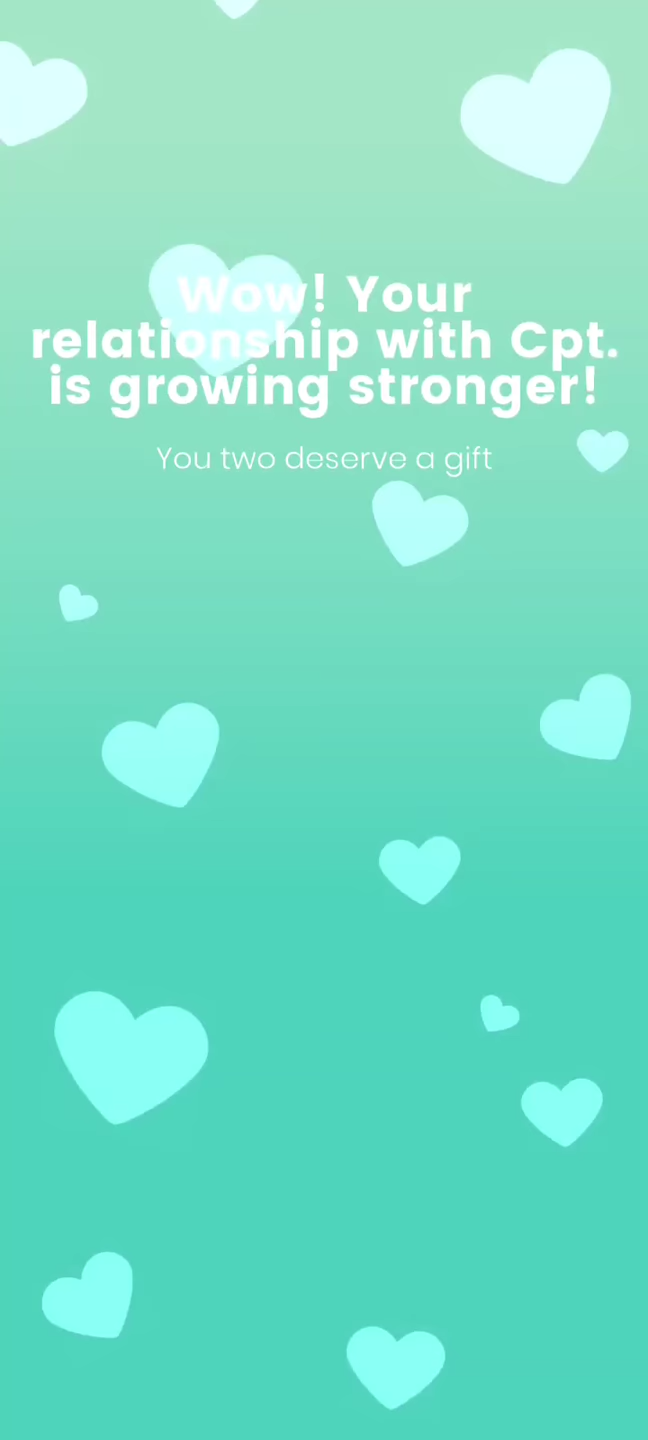 Wow! Your
relationship with Cpt.
is growing stronger!
You two deserve a gift